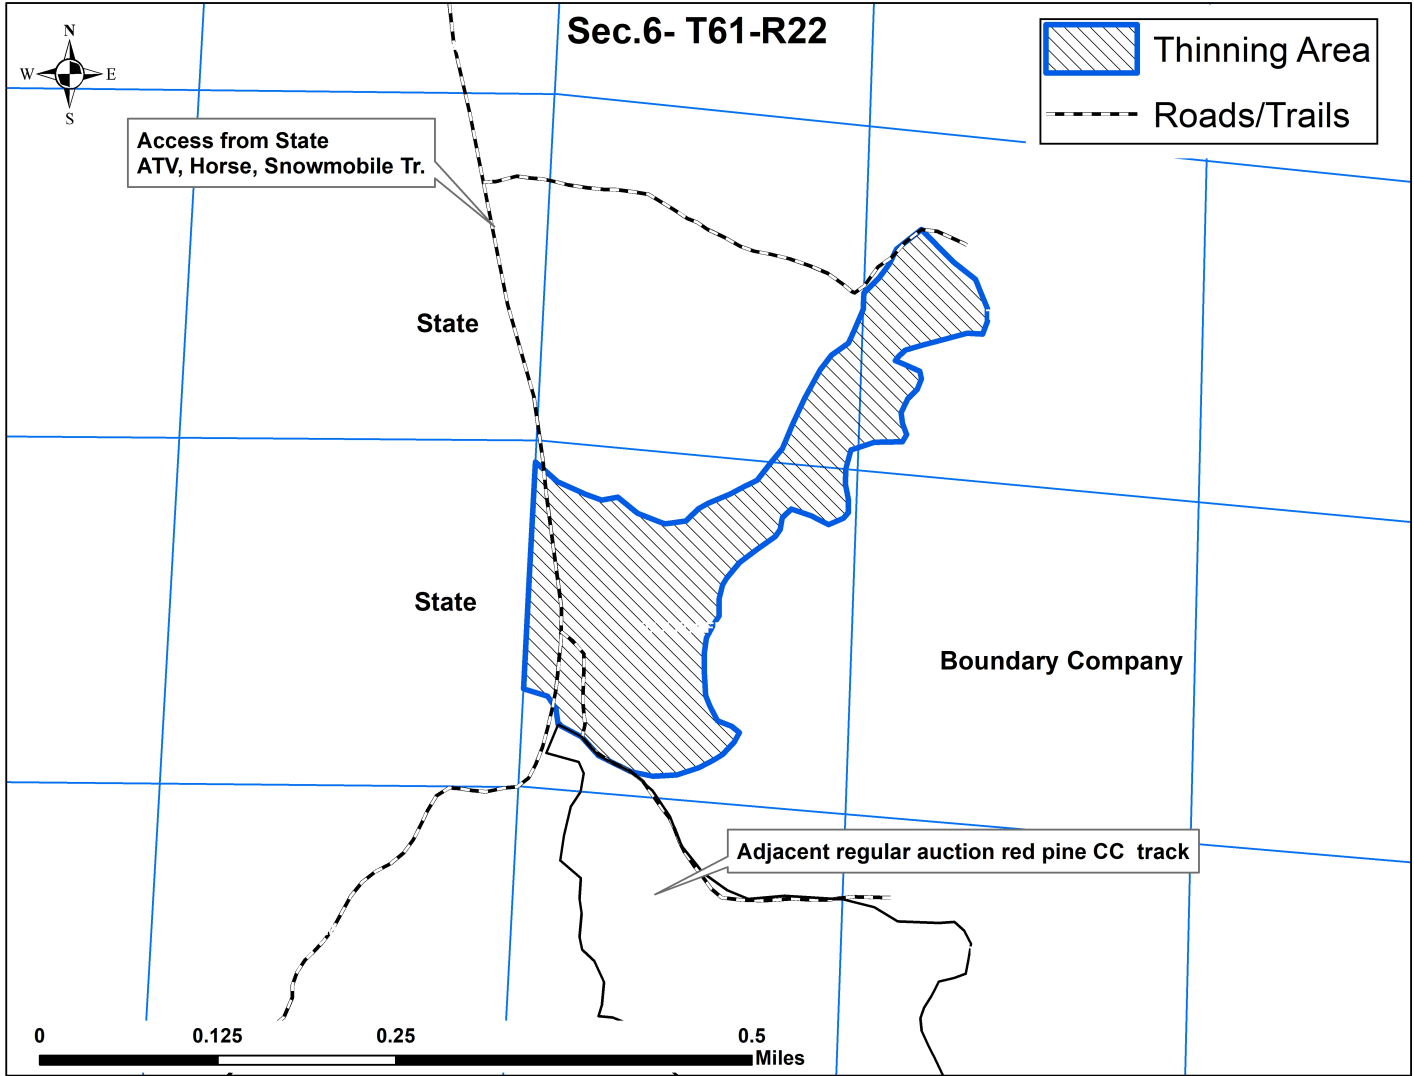 Sec.6- T61-R22
Thinning Area
Roads/Trails
N
W E
S
Access from State
ATV, Horse, Snowmobile Tr.
State
State
Boundary Company
Adjacent regular auction red pine CC track
0 0.125 0.25 0.5
Miles